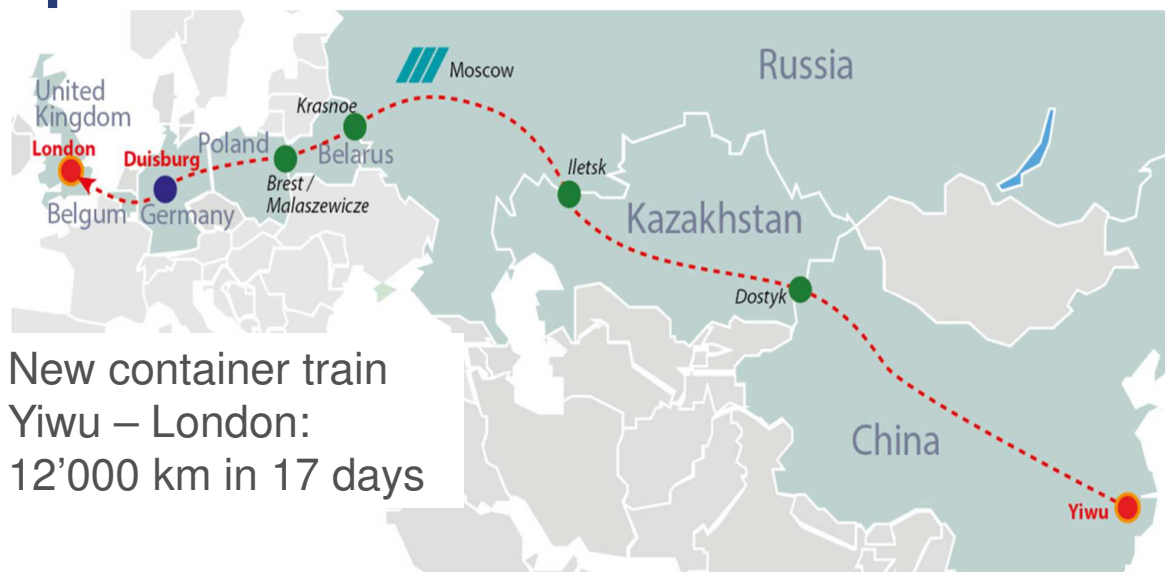 Russia
Moscow
United
Kingdom
Krasnoe
London
Duisburg
Poland
Belarus
Iletsk
Brest /
Malaszewicze
Belgum
Germany
Kazakhstan
Dostyk
New container train
Yiwu – London:
12’000 km in 17 days
China
Yiwu